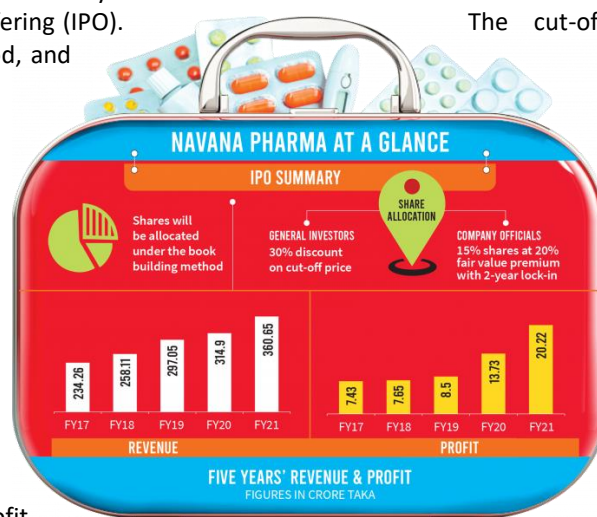 fering (IPO).
The cut-of
od, and
NAVANA PHARMA AT A GLANCE
IPO SUMMARY
Shares will
be allocated
under the book
building method
SHARE
ALLOCATION
GENERAL INVESTORS
30% discount
on cut-off price
COMPANY OFFICIALS
15% shares at 20%
fair value premium
with 2-year lock-in
234.26
258.11
297.05
314.9
360.65
FY17
FY18
FY19
FY20
FY21
REVENUE
7.43
7.65
8.5
13.73
20.22
FY17
FY18
FY19
FY20
FY21
PROFIT
FIVE YEARS' REVENUE & PROFIT
FIGURES IN CRORE TAKA